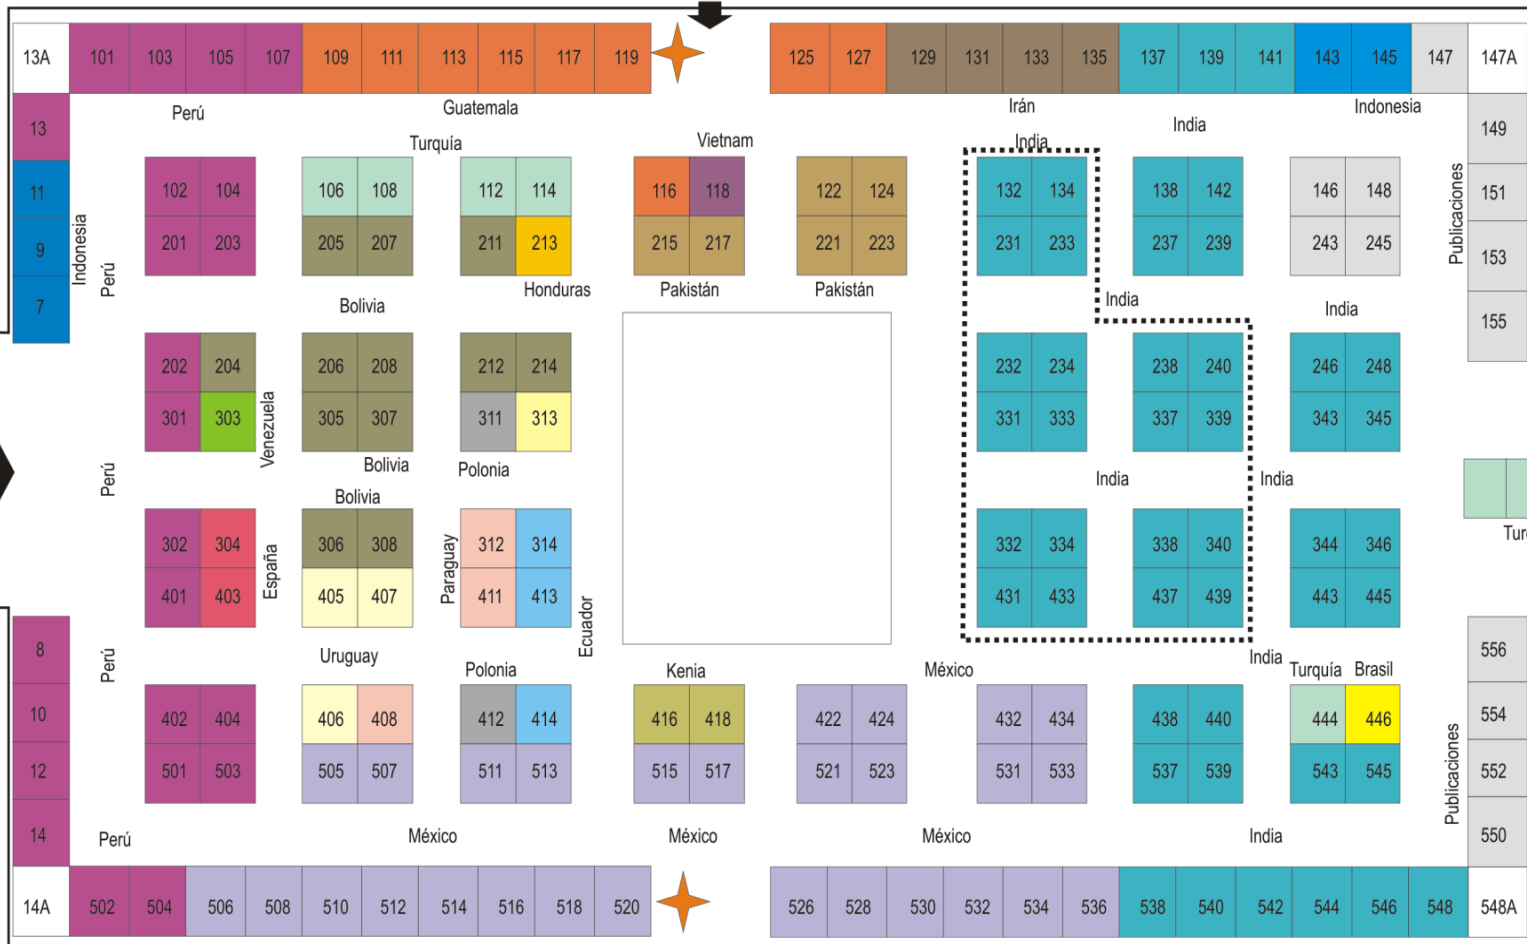 13A 101 103 105 107 109 111 113 115 117 119 125 127 129 131 133 135 137 139 141 143 145 147 147A
Perú Guatemala Irán India Indonesia
13 Turquía Vietnam India 149
11 102 104 106 108 112 114 116 118 122 124 132 134 138 142 146 148 151
Indonesia Publicaciones
9 201 203 205 207 211 213 215 217 221 223 231 233 237 239 243 245 153
Perú Honduras Pakistán Pakistán
7 Bolivia India India 155
202 204 206 208 212 214 232 234 238 240 246 248
301 303 305 307 311 313 331 333 337 339 343 345
Venezuela
Perú Bolivia Polonia India India
Bolivia
302 304 306 308 312 314 332 334 338 340 344 346
Turq
España Paraguay
401 403 405 407 411 413 431 433 437 439 443 445
Ecuador
8 Perú Uruguay Polonia Kenia México India Turquía Brasil 556
10 402 404 406 408 412 414 416 418 422 424 432 434 438 440 444 446 554
12 501 503 505 507 511 513 515 517 521 523 531 533 537 539 543 545 552
Publicaciones
14 Perú México México México India 550
14A 502 504 506 508 510 512 514 516 518 520 526 528 530 532 534 536 538 540 542 544 546 548 548A